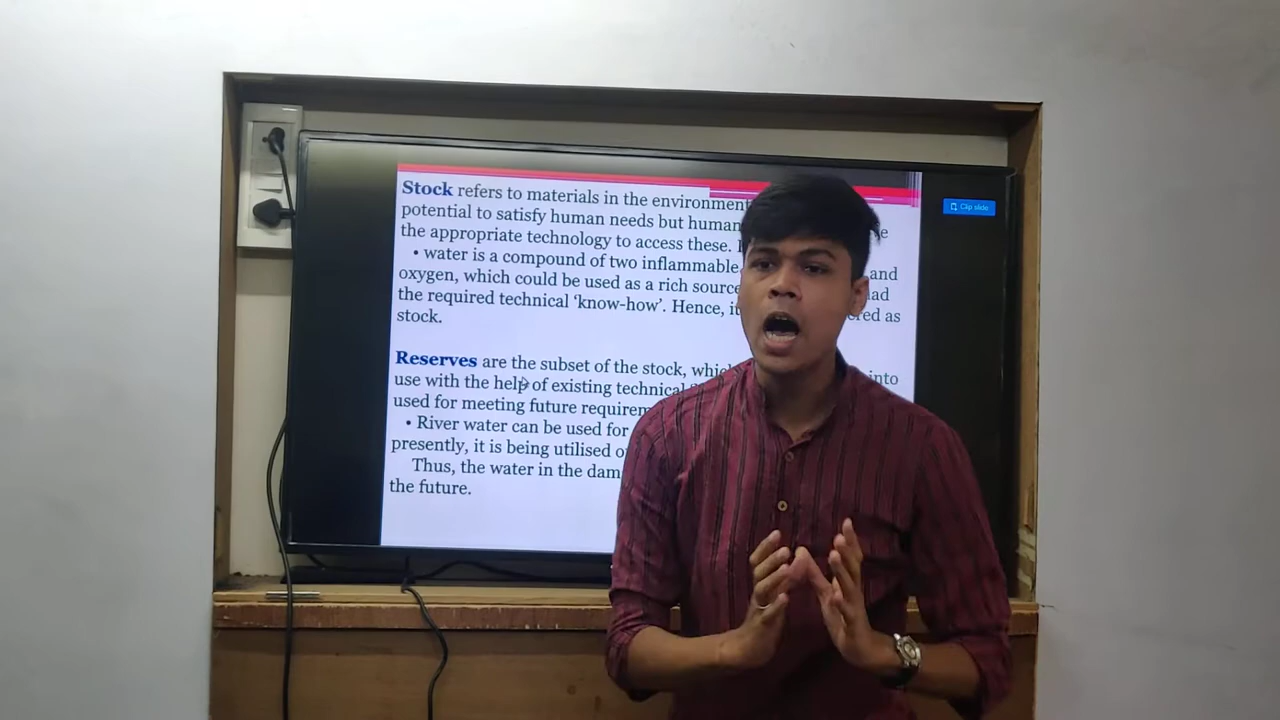 Stock refers to materials in the environment
potential to satisfy human needs but human
the appropriate technology to access these.
• water is a compound of two inflammable and
oxygen, which could be used as a rich source
the required technical ‘know-how’. Hence, it as
stock.
Reserves are the subset of the stock, into
use with the help of existing technical
used for meeting future
• River water can be used for
presently, it is being utilised
Thus, the water in the
the future.
Clip slide